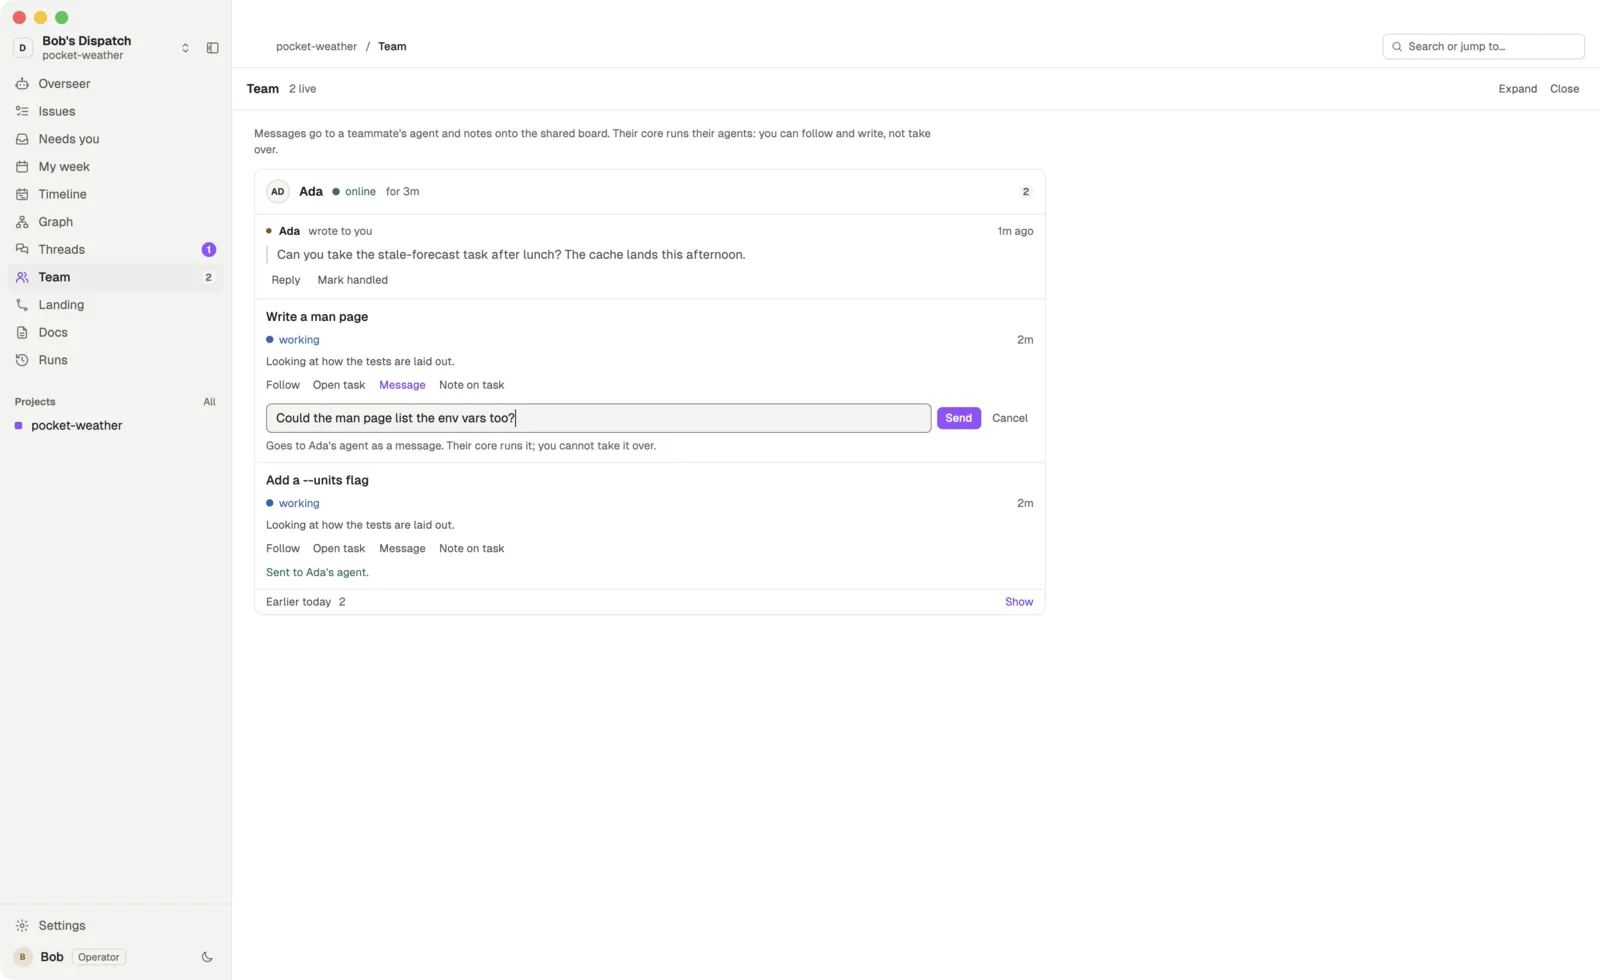 D
Bob's Dispatch
pocket-weather
Overseer
Issues
Needs you
My week
Timeline
Graph
Threads 1
Team 2
Landing
Docs
Runs
Projects All
pocket-weather
Settings
B Bob Operator
pocket-weather / Team
Search or jump to...
Team 2 live
Expand Close
Messages go to a teammate's agent and notes onto the shared board. Their core runs their agents: you can follow and write, not take
over.
AD Ada online for 3m 2
Ada wrote to you 1m ago
Can you take the stale-forecast task after lunch? The cache lands this afternoon.
Reply Mark handled
Write a man page
working 2m
Looking at how the tests are laid out.
Follow Open task Message Note on task
Could the man page list the env vars too? Send Cancel
Goes to Ada's agent as a message. Their core runs it; you cannot take it over.
Add a --units flag
working 2m
Looking at how the tests are laid out.
Follow Open task Message Note on task
Sent to Ada's agent.
Earlier today 2 Show